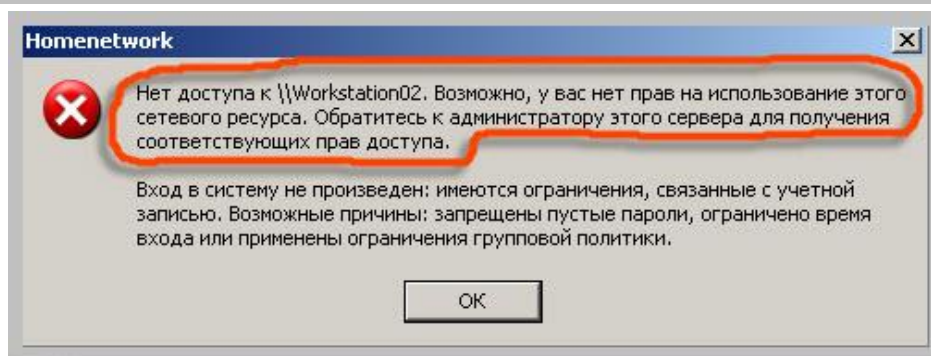 Homenetwork
Нет доступа к \\Workstation02. Возможно, у вас нет прав на использование этого
сетевого ресурса. Обратитесь к администратору этого сервера для получения
соответствующих прав доступа.
Вход в систему не произведен: имеются ограничения, связанные с учетной
записью. Возможные причины: запрещены пустые пароли, ограничено время
входа или применены ограничения групповой политики.
OK